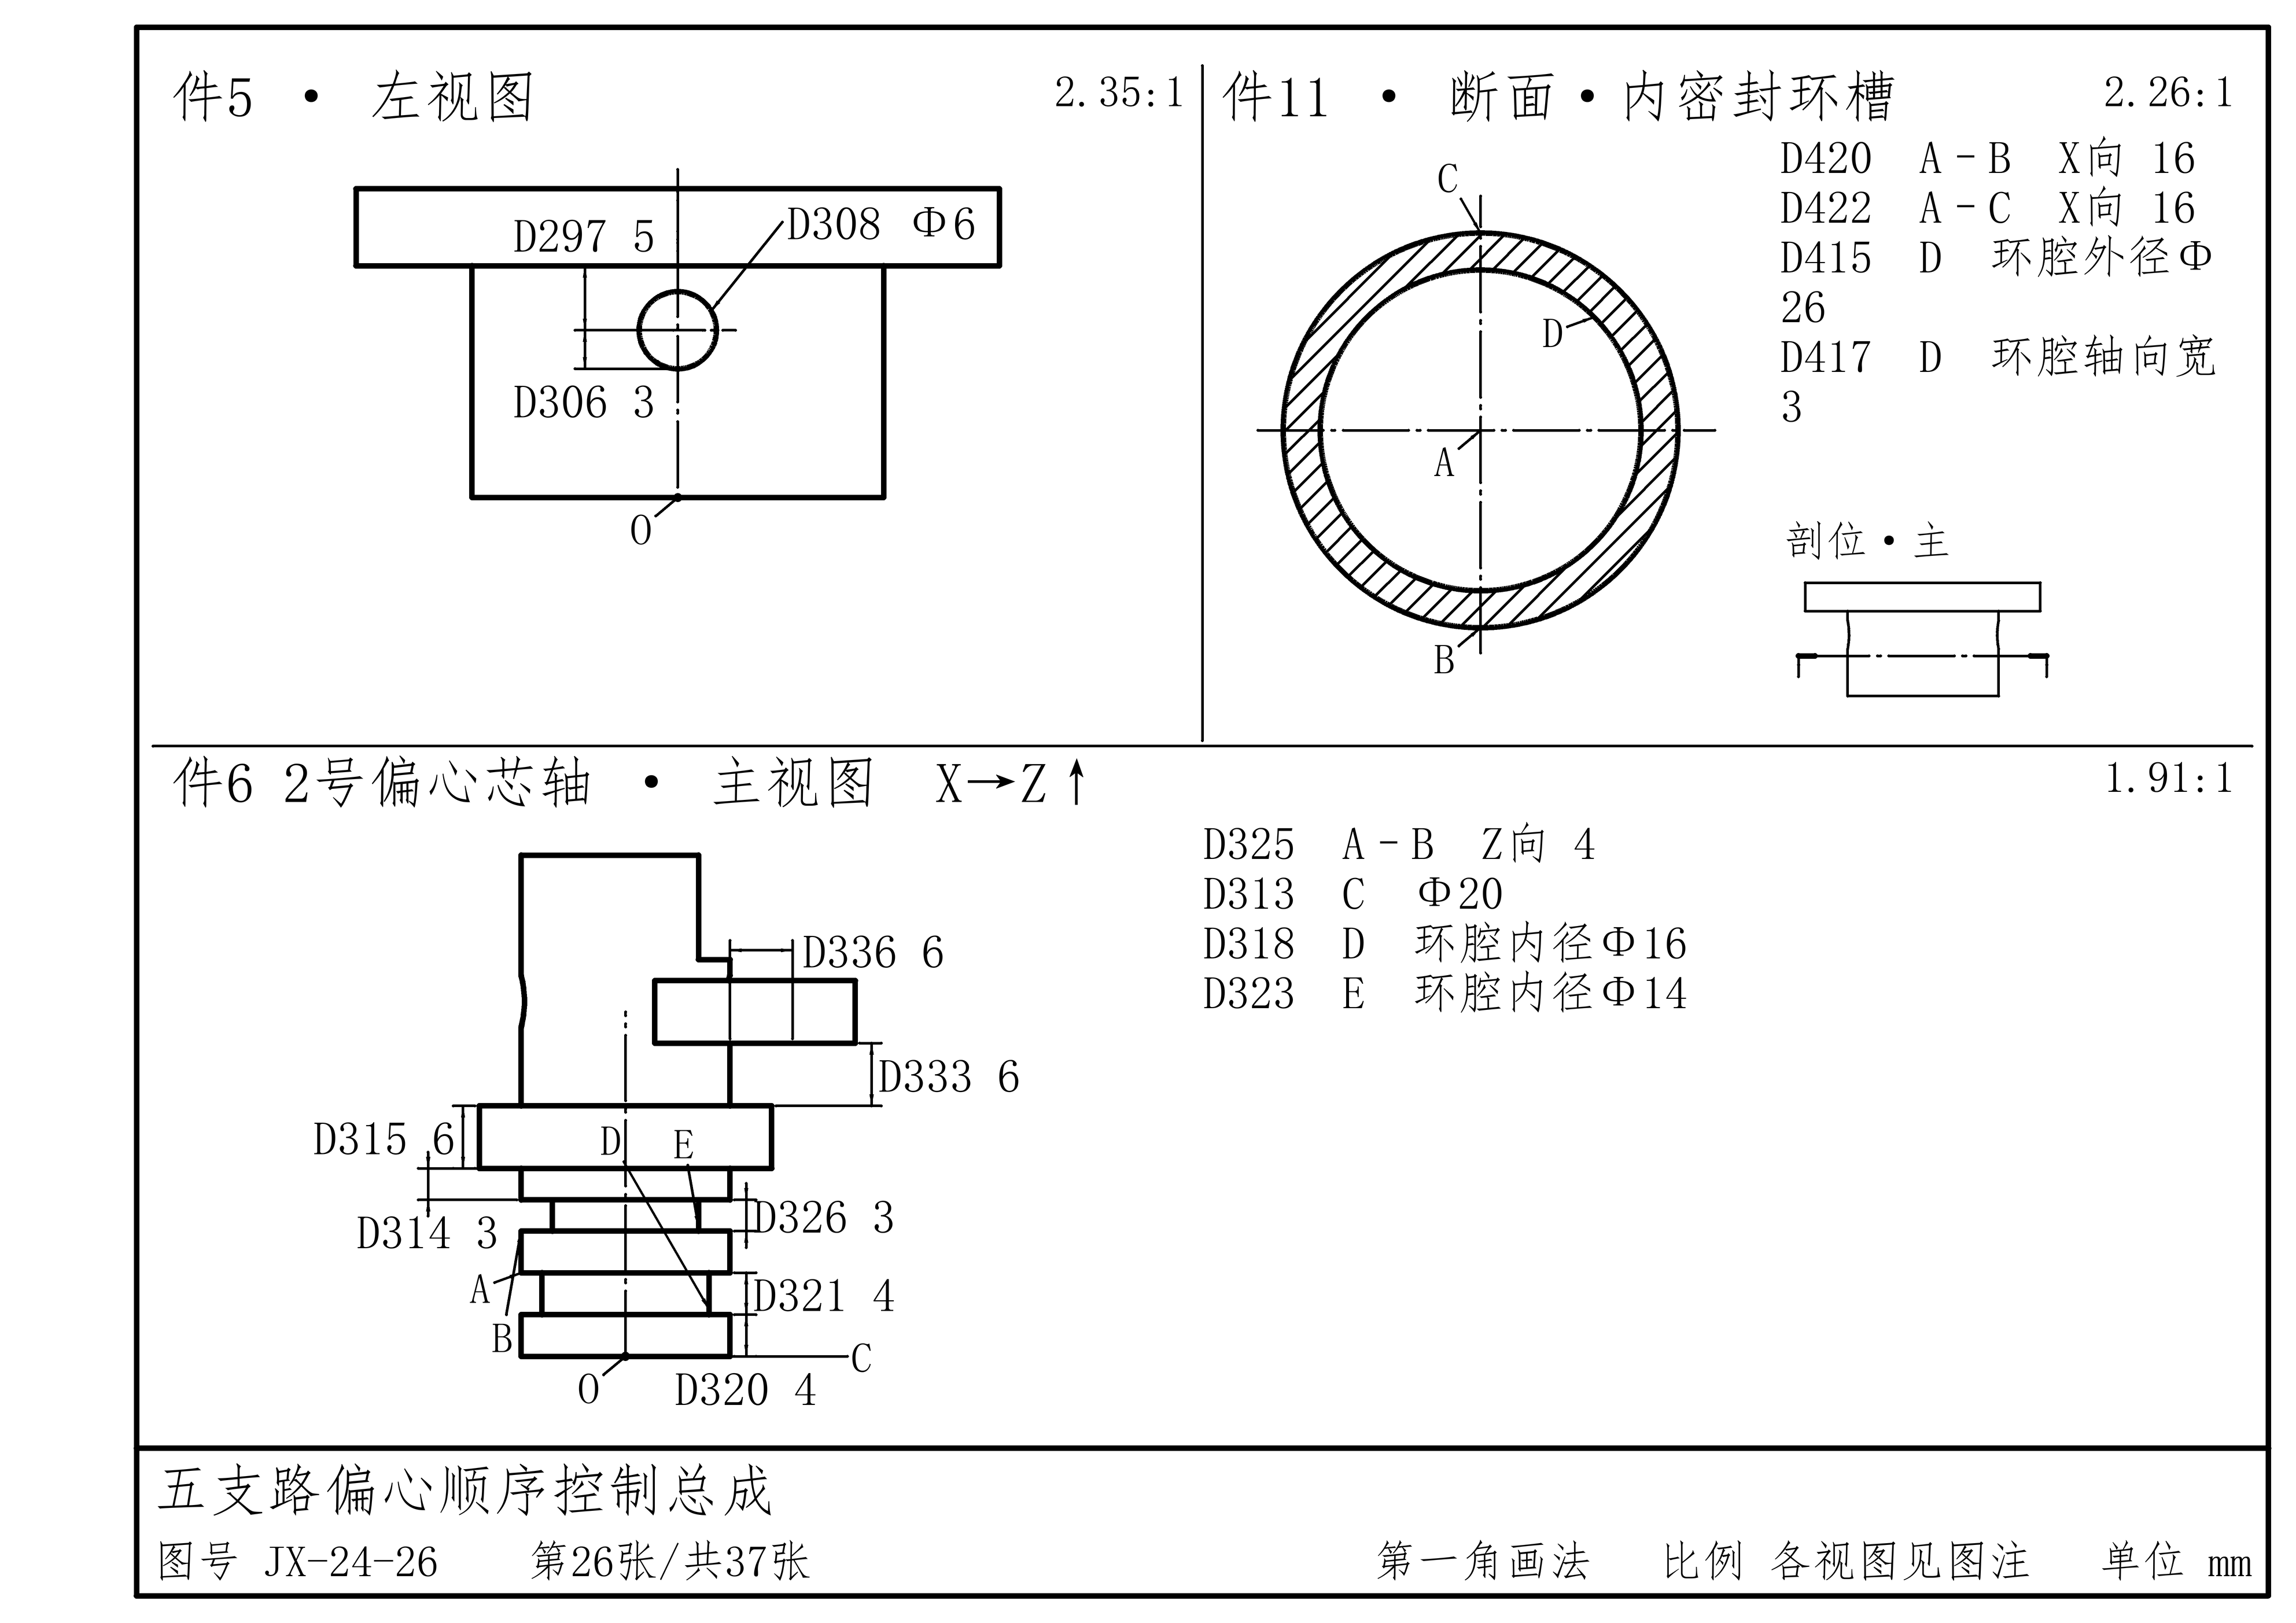 件5 • 左视图 2.35:1
D297 5
D308 Φ6
D306 3
O
件11 • 断面•内密封环槽 2.26:1
D420 A-B X向 16
D422 A-C X向 16
D415 D 环腔外径Φ
26
D417 D 环腔轴向宽
3
C
D
A
B
剖位•主
件6 2号偏心芯轴 • 主视图 X→Z↑ 1.91:1
D325 A-B Z向 4
D313 C Φ20
D318 D 环腔内径Φ16
D323 E 环腔内径Φ14
D336 6
D333 6
D315 6
D
E
D326 3
D314 3
A
D321 4
B
C
O
D320 4
五支路偏心顺序控制总成
图号 JX-24-26 第26张/共37张 第一角画法 比例 各视图见图注 单位 mm